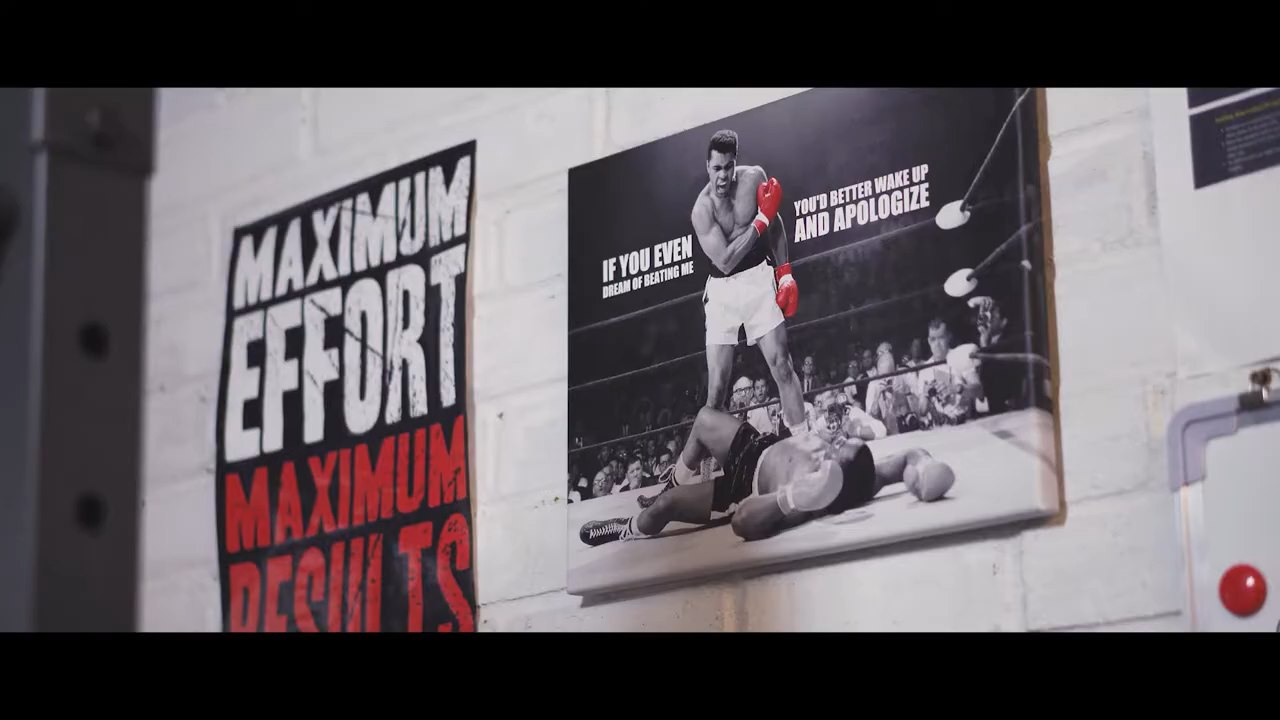 MAXIMUM
EFFORT
MAXIMUM
RESULTS
IF YOU EVEN
DREAM OF BEATING ME
YOU'D BETTER WAKE UP
AND APOLOGIZE